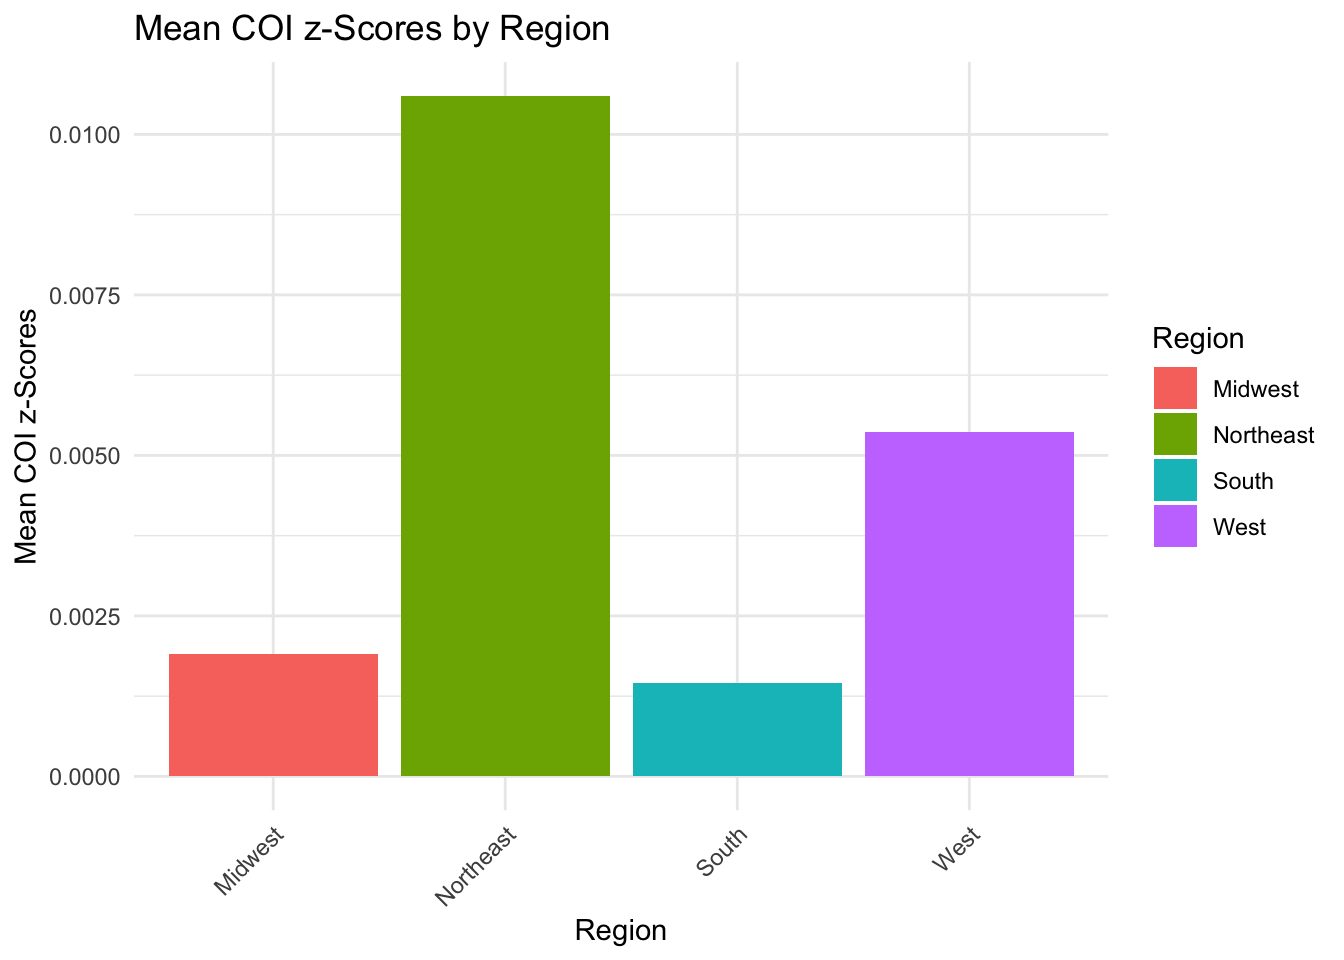 Mean COI z-Scores by Region
Mean COI z-Scores
0.0100
0.0075
0.0050
0.0025
0.0000
Midwest
Northeast
South
West
Region
Region
Midwest
Northeast
South
West